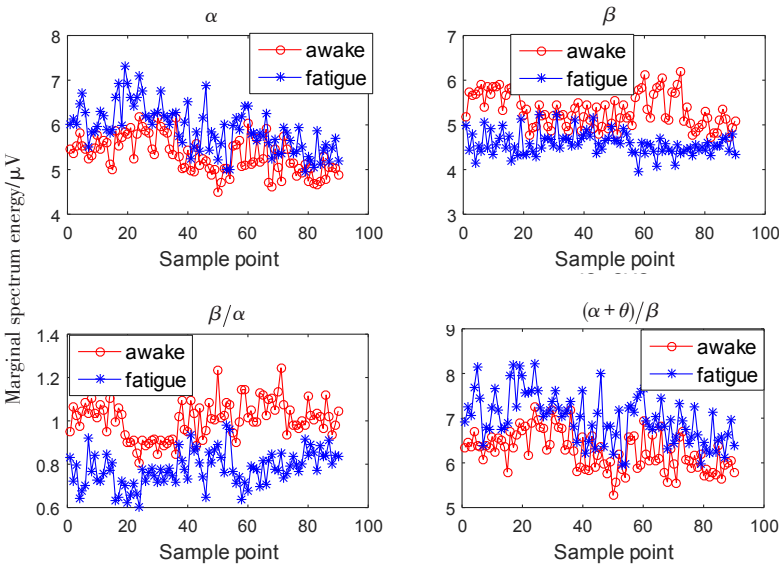 α
8
7
6
5
4
3
0 20 40 60 80 100
Sample point
awake
fatigue
β
7
6
5
4
3
0 20 40 60 80 100
Sample point
awake
fatigue
Marginal spectrum energy/μV
β/α
1.4
1.2
1
0.8
0.6
0 20 40 60 80 100
Sample point
awake
fatigue
(α + θ)/β
9
8
7
6
5
0 20 40 60 80 100
Sample point
awake
fatigue